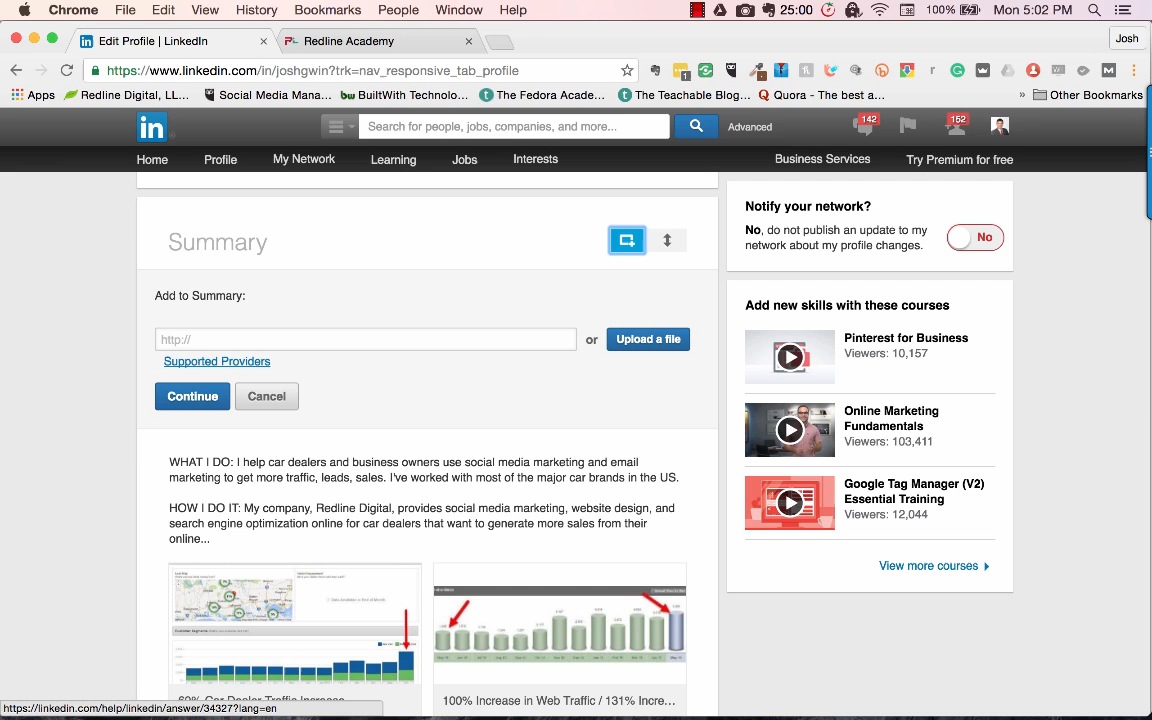 Chrome File Edit View History Bookmarks People Window Help 25:00 100% Mon 5:02 PM
Edit Profile | LinkedIn × Redline Academy × Josh
https://www.linkedin.com/in/joshgwin?trk=nav_responsive_tab_profile
Apps Redline Digital, LL... Social Media Mana... BuiltWith Technolo... The Fedora Acade... The Teachable Blog... Quora - The best a... » Other Bookmarks
in Search for people, jobs, companies, and more... Advanced 142 152
Home Profile My Network Learning Jobs Interests Business Services Try Premium for free
Summary
Add to Summary:
http:// or Upload a file
Supported Providers
Continue Cancel
WHAT I DO: I help car dealers and business owners use social media marketing and email
marketing to get more traffic, leads, sales. I've worked with most of the major car brands in the US.
HOW I DO IT: My company, Redline Digital, provides social media marketing, website design, and
search engine optimization online for car dealers that want to generate more sales from their
online...
60% Car Dealer Traffic Increase
100% Increase in Web Traffic / 131% Incre...
Notify your network?
No, do not publish an update to my
network about my profile changes.
No
Add new skills with these courses
Pinterest for Business
Viewers: 10,157
Online Marketing
Fundamentals
Viewers: 103,411
Google Tag Manager (V2)
Essential Training
Viewers: 12,044
View more courses
https://linkedin.com/help/linkedin/answer/34327?lang=en